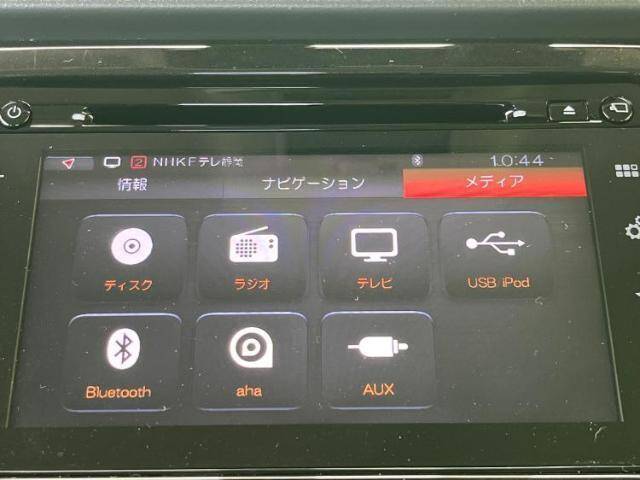 2 NHKEテレ静岡 10:44
情報 ナビゲーション メディア
ディスク ラジオ テレビ USB iPod
Bluetooth aha AUX